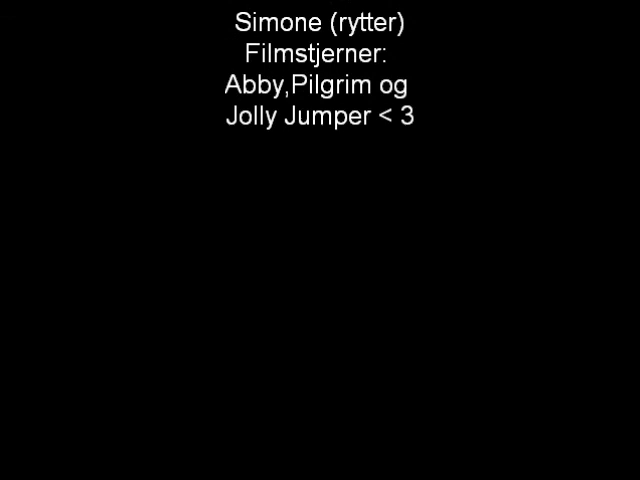 Simone (rytter)
Filmstjerner:
Abby,Pilgrim og
Jolly Jumper < 3